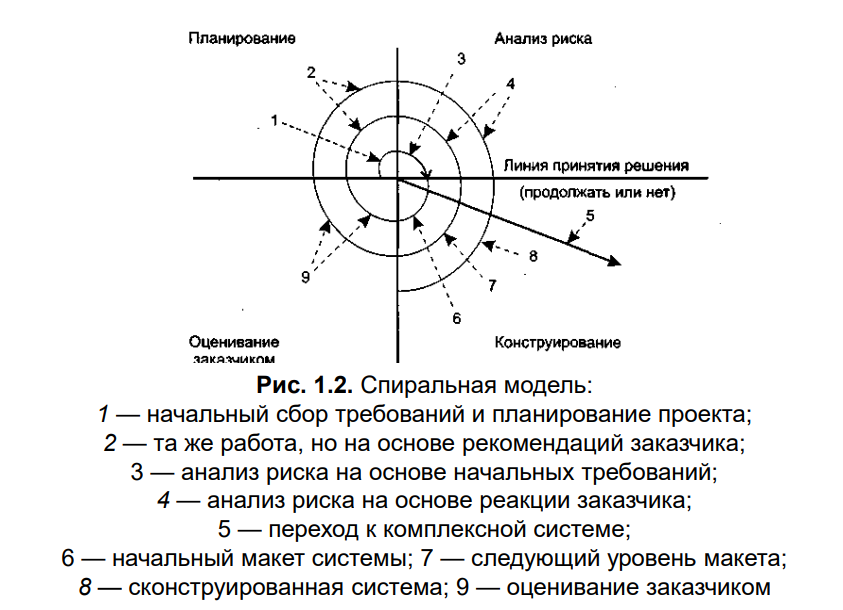 Планирование
Анализ риска
2
3
4
1
Линия принятия решения
(продолжать или нет)
5
8
9
7
6
Оценивание
заказчиком
Конструирование
Рис. 1.2. Спиральная модель:
1 — начальный сбор требований и планирование проекта;
2 — та же работа, но на основе рекомендаций заказчика;
3 — анализ риска на основе начальных требований;
4 — анализ риска на основе реакции заказчика;
5 — переход к комплексной системе;
6 — начальный макет системы; 7 — следующий уровень макета;
8 — сконструированная система; 9 — оценивание заказчиком